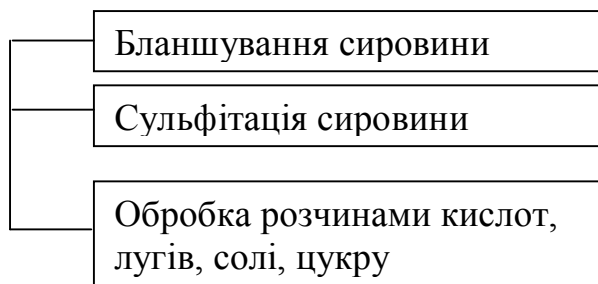 Бланшування сировини
Сульфітація сировини
Обробка розчинами кислот,
лугів, солі, цукру